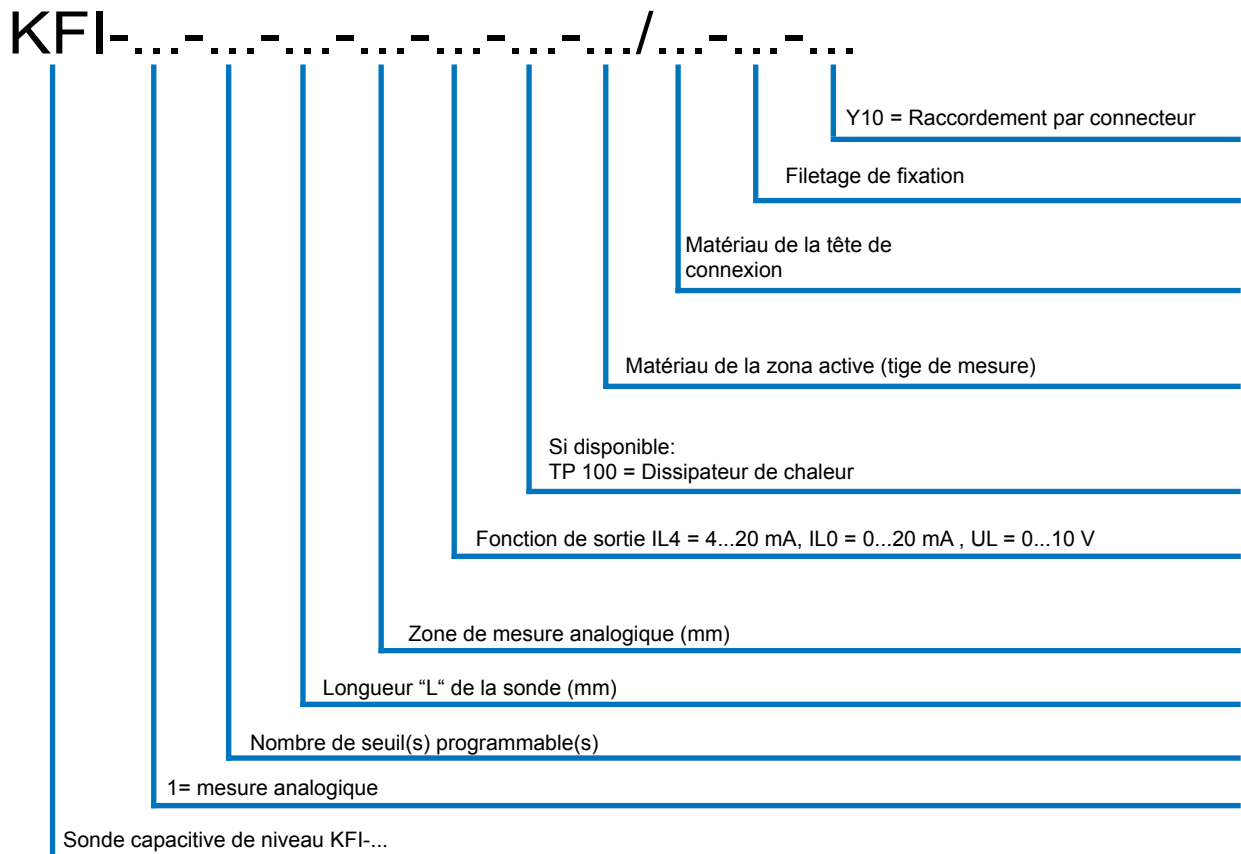 KFI-...-...-...-...-...-...-.../...-...-...
Y10 = Raccordement par connecteur
Filetage de fixation
Matériau de la tête de
connexion
Matériau de la zona active (tige de mesure)
Si disponible:
TP 100 = Dissipateur de chaleur
Fonction de sortie IL4 = 4...20 mA, IL0 = 0...20 mA , UL = 0...10 V
Zone de mesure analogique (mm)
Longueur “L“ de la sonde (mm)
Nombre de seuil(s) programmable(s)
1= mesure analogique
Sonde capacitive de niveau KFI-...